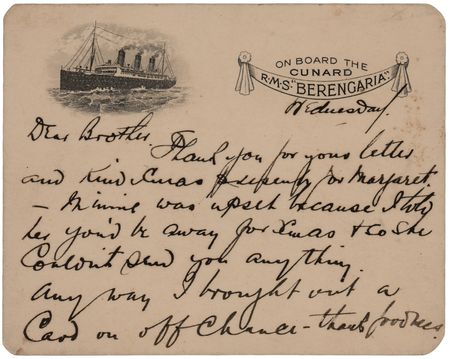 ON BOARD THE
CUNARD
R.M.S. "BERENGARIA."
Wednesday.
Dear Brother.
Thank you for your letter
and kind Xmas for Margaret.
— Minnie was upset because I told
her you'd be away for Xmas & so she
couldn't send you anything.
Any way I brought out a
Card on off Chance - thank goodness